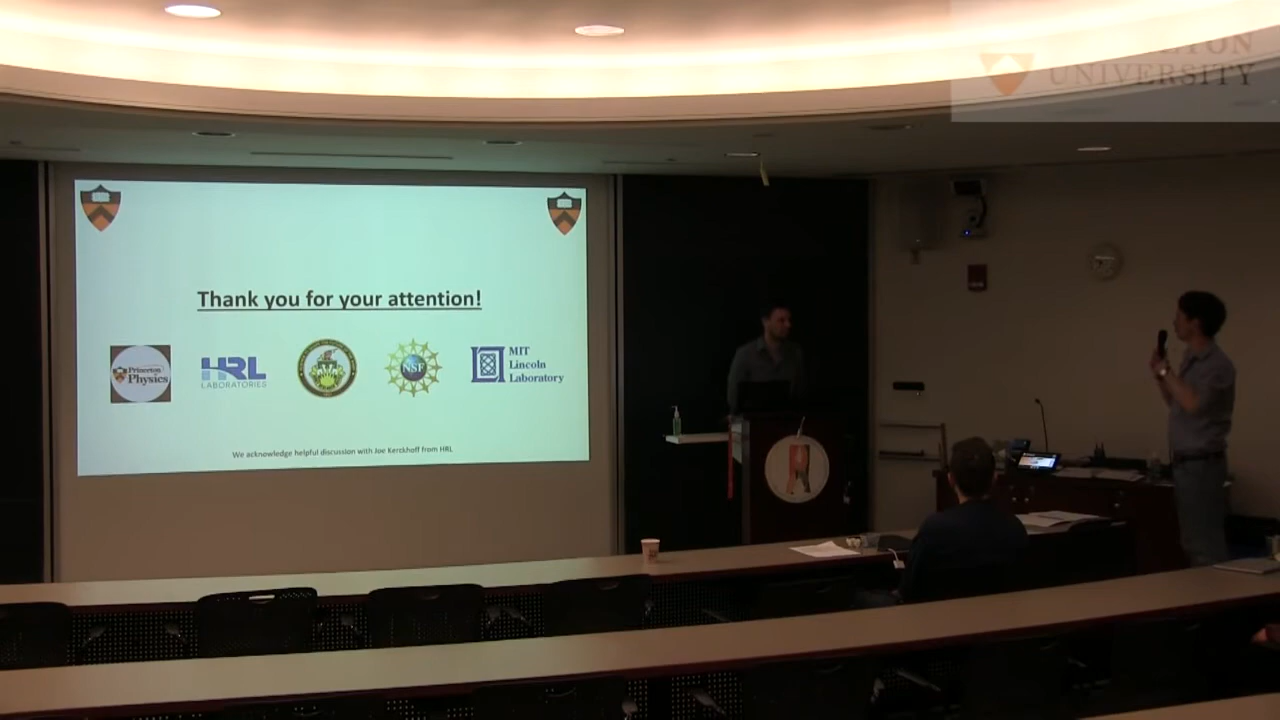 UNIVERSITY
Thank you for your attention!
Princeton
Physics
HRL
LABORATORIES
NSF
MIT
Lincoln
Laboratory
We acknowledge helpful discussion with Joe Kerckhoff from HRL